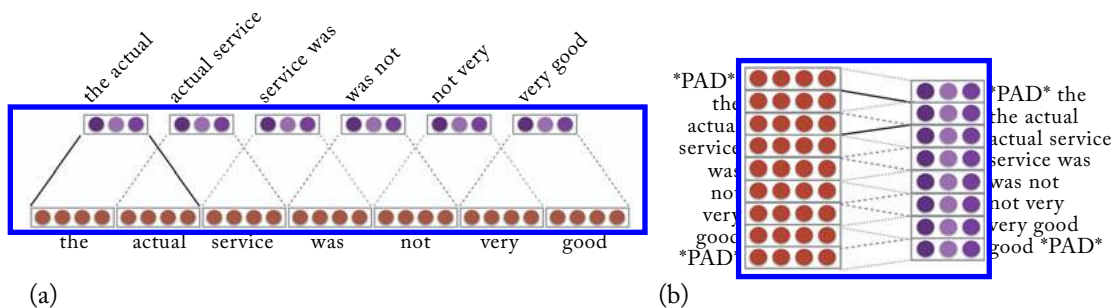 the actual
actual service
service was
was not
not very
very good
the actual service was not very good
(a)
*PAD*
the
actual
service
was
not
very
good
*PAD*
*PAD* the
the actual
actual service
service was
was not
not very
very good
good *PAD*
(b)